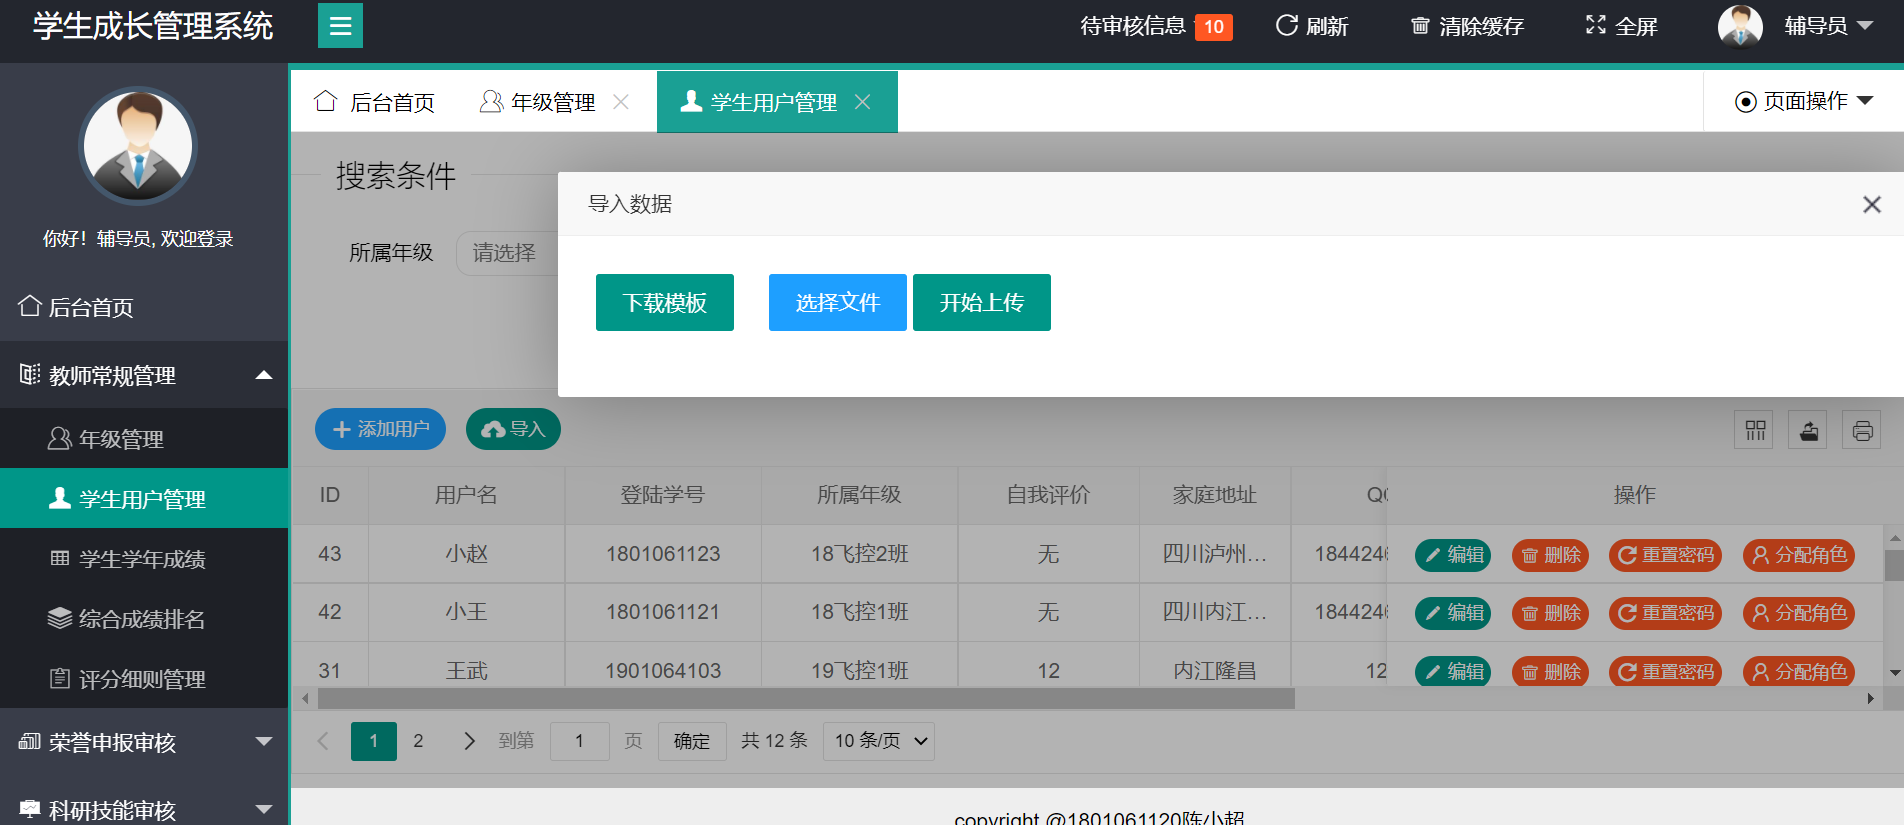 学生成长管理系统
待审核信息 10 刷新 清除缓存 全屏 辅导员
你好！辅导员, 欢迎登录
后台首页
教师常规管理
年级管理
学生用户管理
学生学年成绩
综合成绩排名
评分细则管理
荣誉申报审核
科研技能审核
后台首页 年级管理 学生用户管理 页面操作
搜索条件
所属年级 请选择
导入数据
下载模板 选择文件 开始上传
添加用户 导入
ID 用户名 登陆学号 所属年级 自我评价 家庭地址 操作
43 小赵 1801061123 18飞控2班 无 四川泸州… 184424 编辑 删除 重置密码 分配角色
42 小王 1801061121 18飞控1班 无 四川内江… 184424 编辑 删除 重置密码 分配角色
31 王武 1901064103 19飞控1班 12 内江隆昌 12 编辑 删除 重置密码 分配角色
1 2 到第 1 页 确定 共 12 条 10 条/页
copyright @1801061120陈小超